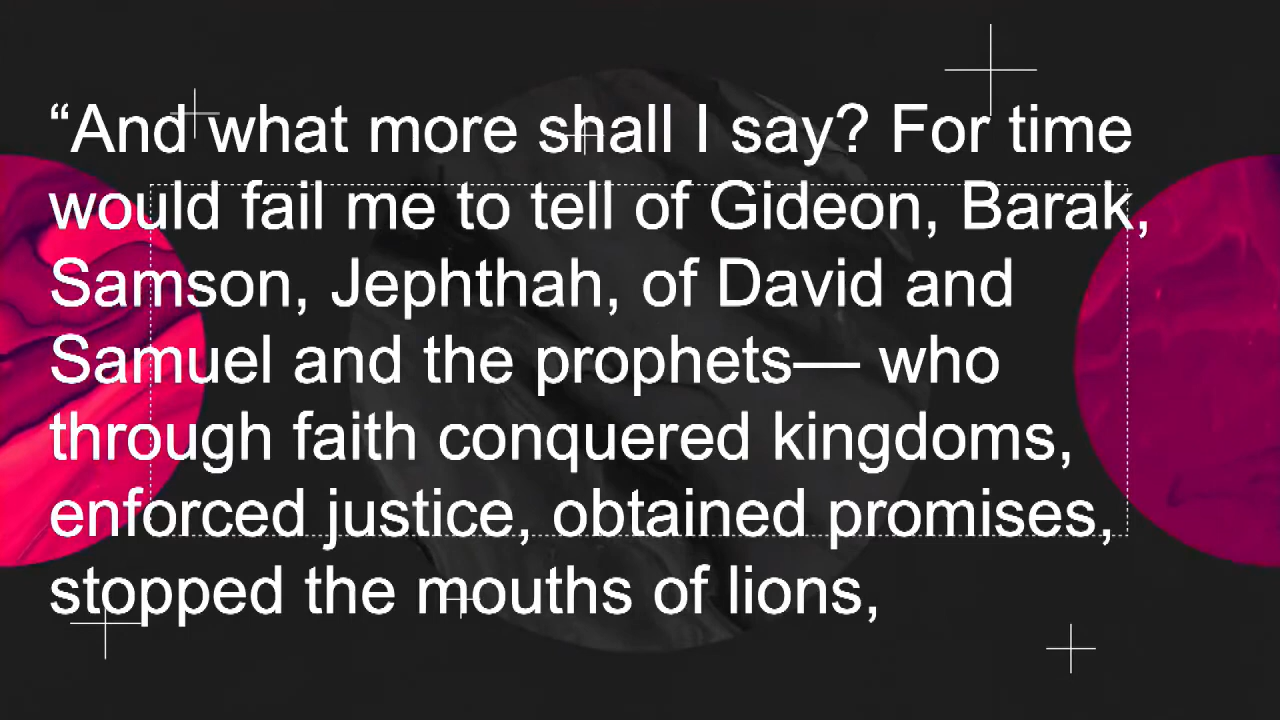 “And what more shall I say? For time
would fail me to tell of Gideon, Barak,
Samson, Jephthah, of David and
Samuel and the prophets— who
through faith conquered kingdoms,
enforced justice, obtained promises,
stopped the mouths of lions,